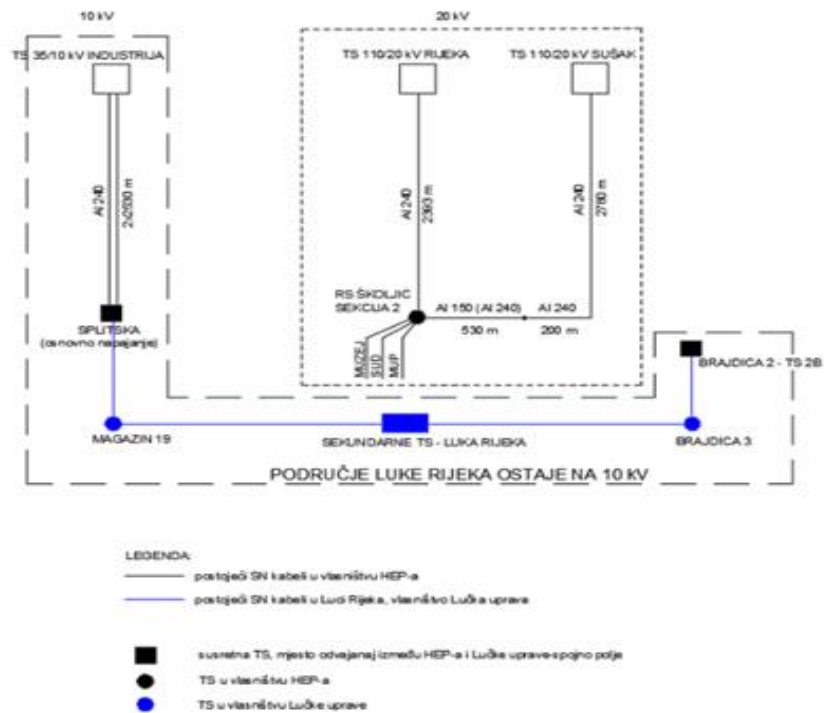 10 kV
20 kV
TS 35/10 kV INDUSTRIJA
TS 110/20 kV RIJEKA
TS 110/20 kV SUŠAK
Al 240
2x2630 m
Al 240
2393 m
Al 240
2780 m
RS ŠKOLJIĆ
SEKCIJA 2
Al 150 (Al 240)
Al 240
530 m
200 m
SPLITSKA
(osnovno napajanje)
MUZEJ
SUD
MUP
BRAJDICA 2 - TS 2B
MAGAZIN 19
SEKUNDARNE TS - LUKA RIJEKA
BRAJDICA 3
PODRUČJE LUKE RIJEKA OSTAJE NA 10 kV
LEGENDA:
postojeći SN kabeli u vlasništvu HEP-a
postojeći SN kabeli u Luci Rijeka, vlasništvo Lučka uprava
susretna TS, mjesto odvajanaj između HEP-a i Lučke uprave-spojno polje
TS u vlasništvu HEP-a
TS u vlasništvu Lučke uprave